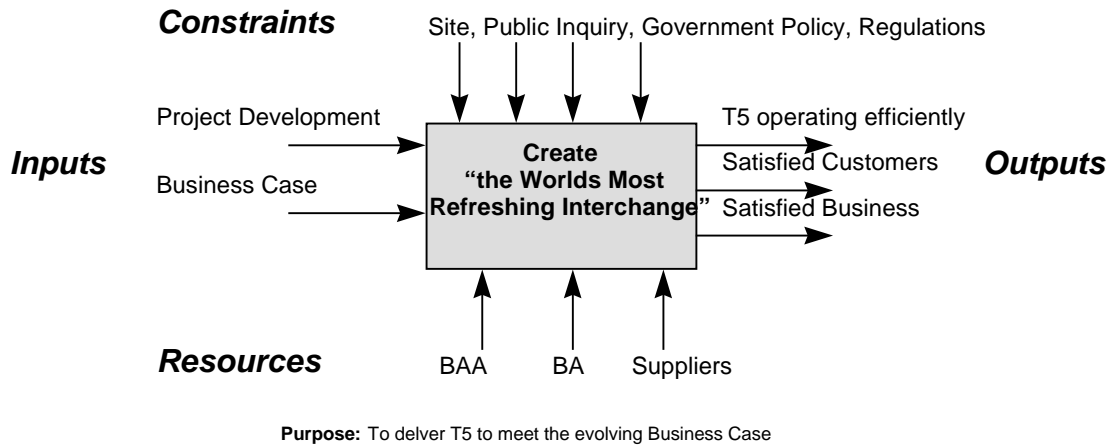 Constraints
Site, Public Inquiry, Government Policy, Regulations
Project Development
T5 operating efficiently
Inputs
Create
“the Worlds Most
Refreshing Interchange”
Satisfied Customers
Outputs
Business Case
Satisfied Business
Resources
BAA
BA
Suppliers
Purpose: To delver T5 to meet the evolving Business Case